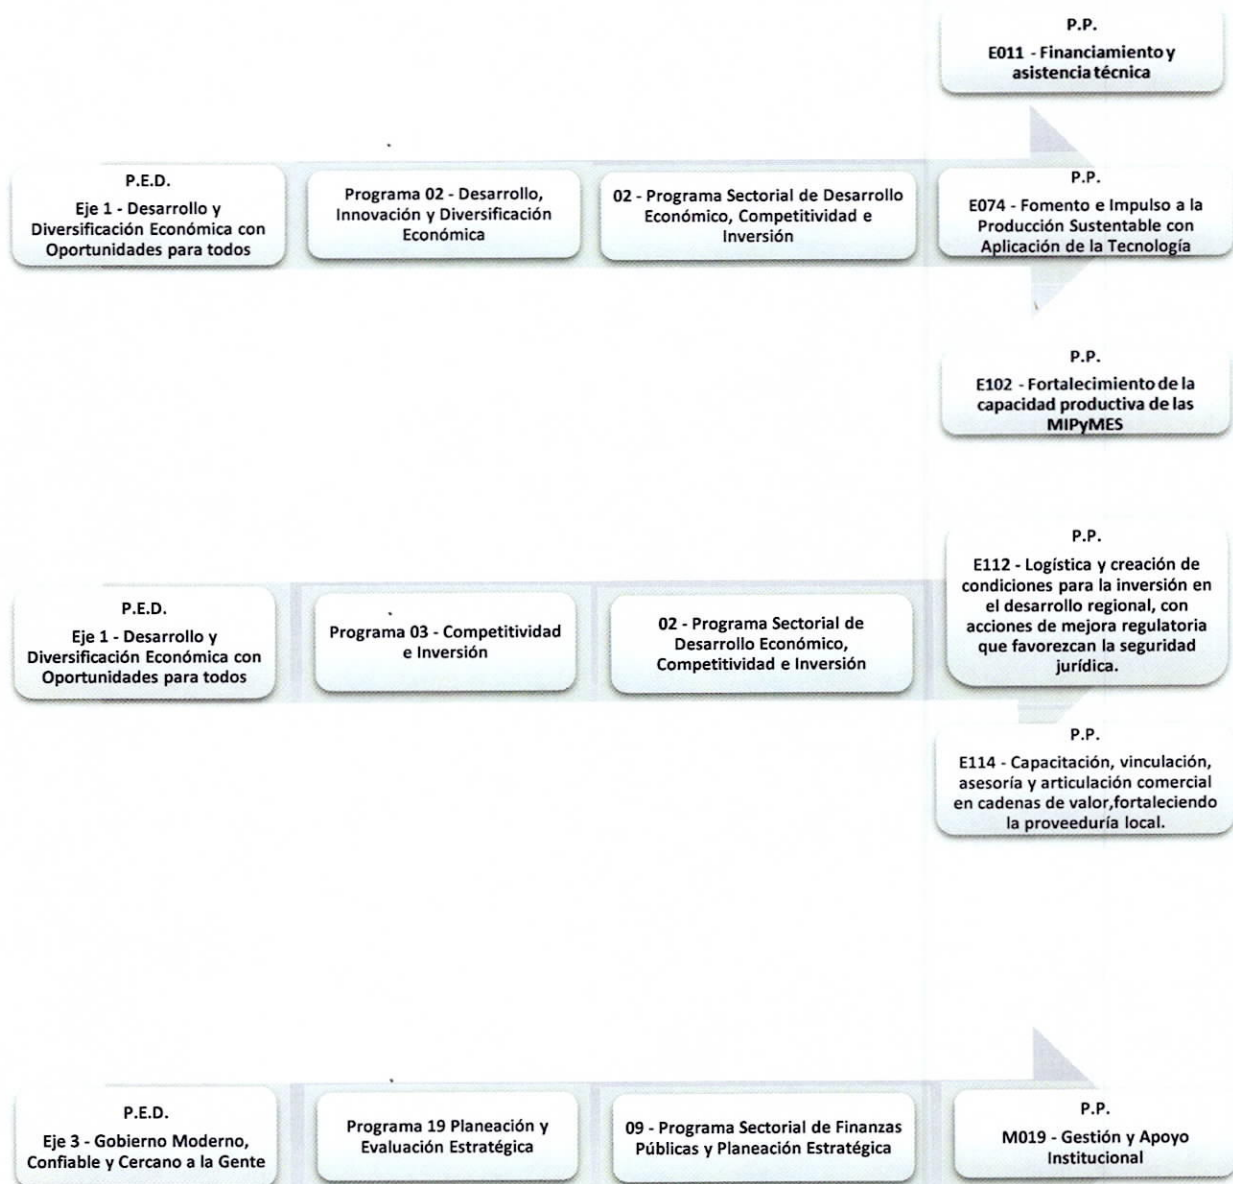 P.P.
E011 - Financiamiento y
asistencia técnica
P.E.D.
Eje 1 - Desarrollo y
Diversificación Económica con
Oportunidades para todos
Programa 02 - Desarrollo,
Innovación y Diversificación
Económica
02 - Programa Sectorial de Desarrollo
Económico, Competitividad e
Inversión
P.P.
E074 - Fomento e Impulso a la
Producción Sustentable con
Aplicación de la Tecnología
P.P.
E102 - Fortalecimiento de la
capacidad productiva de las
MIPyMES
P.E.D.
Eje 1 - Desarrollo y
Diversificación Económica con
Oportunidades para todos
Programa 03 - Competitividad
e Inversión
02 - Programa Sectorial de
Desarrollo Económico,
Competitividad e Inversión
P.P.
E112 - Logística y creación de
condiciones para la inversión en
el desarrollo regional, con
acciones de mejora regulatoria
que favorezcan la seguridad
jurídica.
P.P.
E114 - Capacitación, vinculación,
asesoría y articulación comercial
en cadenas de valor,fortaleciendo
la proveeduría local.
P.E.D.
Eje 3 - Gobierno Moderno,
Confiable y Cercano a la Gente
Programa 19 Planeación y
Evaluación Estratégica
09 - Programa Sectorial de Finanzas
Públicas y Planeación Estratégica
P.P.
M019 - Gestión y Apoyo
Institucional